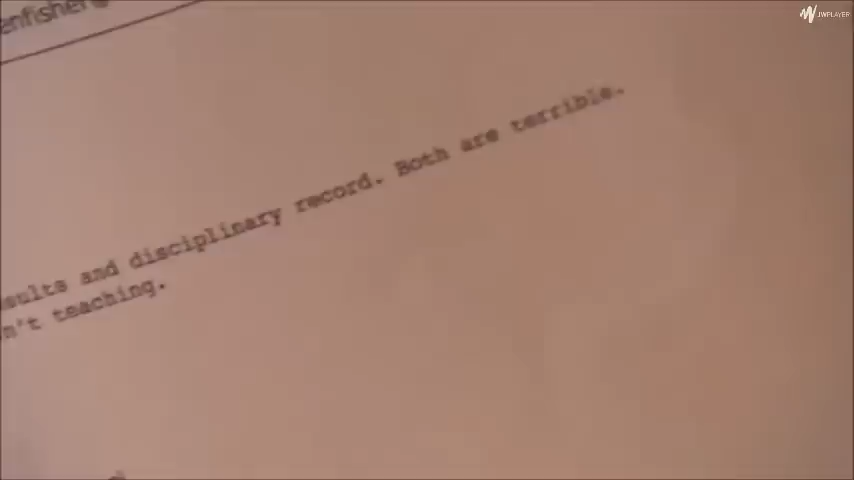 enfisher@
JWPLAYER
sults and disciplinary record. Both are terrible.
n't teaching.